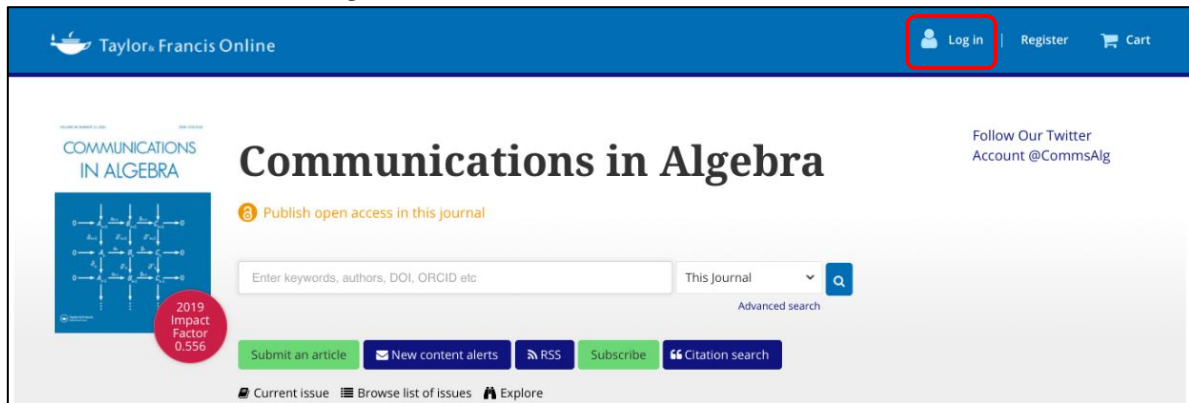 Taylor & Francis Online
Log in | Register Cart
COMMUNICATIONS
IN ALGEBRA
Communications in Algebra
Follow Our Twitter
Account @CommsAlg
Publish open access in this journal
Enter keywords, authors, DOI, ORCID etc
This Journal
Advanced search
2019
Impact
Factor
0.556
Submit an article
New content alerts
RSS
Subscribe
Citation search
Current issue Browse list of issues Explore